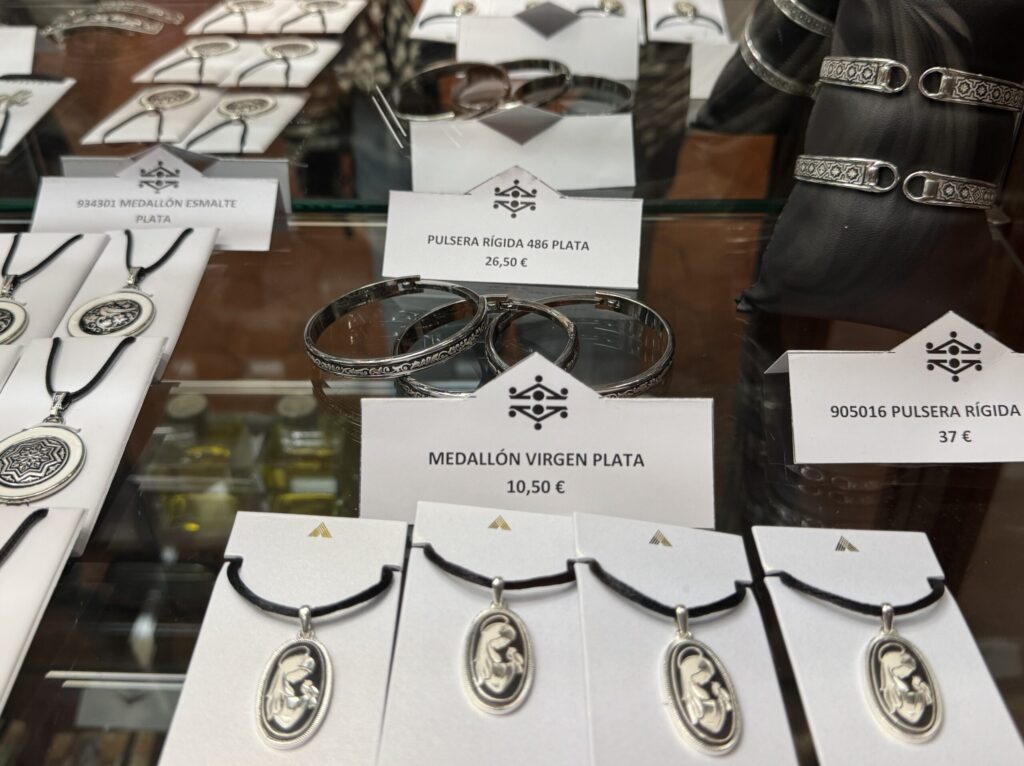 934301 MEDALLÓN ESMALTE
PLATA
PULSERA RÍGIDA 486 PLATA
26,50 €
905016 PULSERA RÍGIDA
37 €
MEDALLÓN VIRGEN PLATA
10,50 €